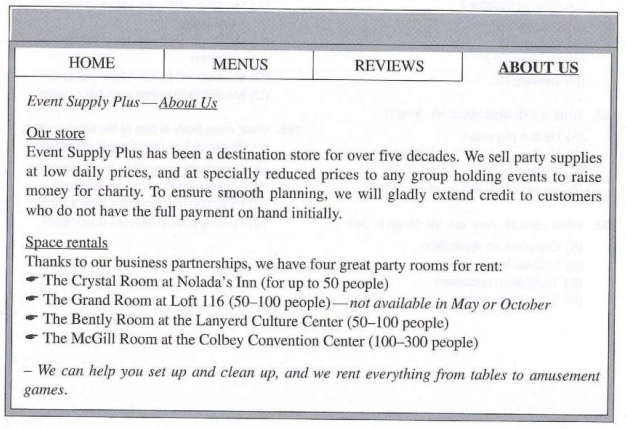 HOME MENUS REVIEWS ABOUT US
Event Supply Plus—About Us
Our store
Event Supply Plus has been a destination store for over five decades. We sell party supplies
at low daily prices, and at specially reduced prices to any group holding events to raise
money for charity. To ensure smooth planning, we will gladly extend credit to customers
who do not have the full payment on hand initially.
Space rentals
Thanks to our business partnerships, we have four great party rooms for rent:
☛ The Crystal Room at Nolada's Inn (for up to 50 people)
☛ The Grand Room at Loft 116 (50–100 people)—not available in May or October
☛ The Bently Room at the Lanyerd Culture Center (50–100 people)
☛ The McGill Room at the Colbey Convention Center (100–300 people)
– We can help you set up and clean up, and we rent everything from tables to amusement
games.